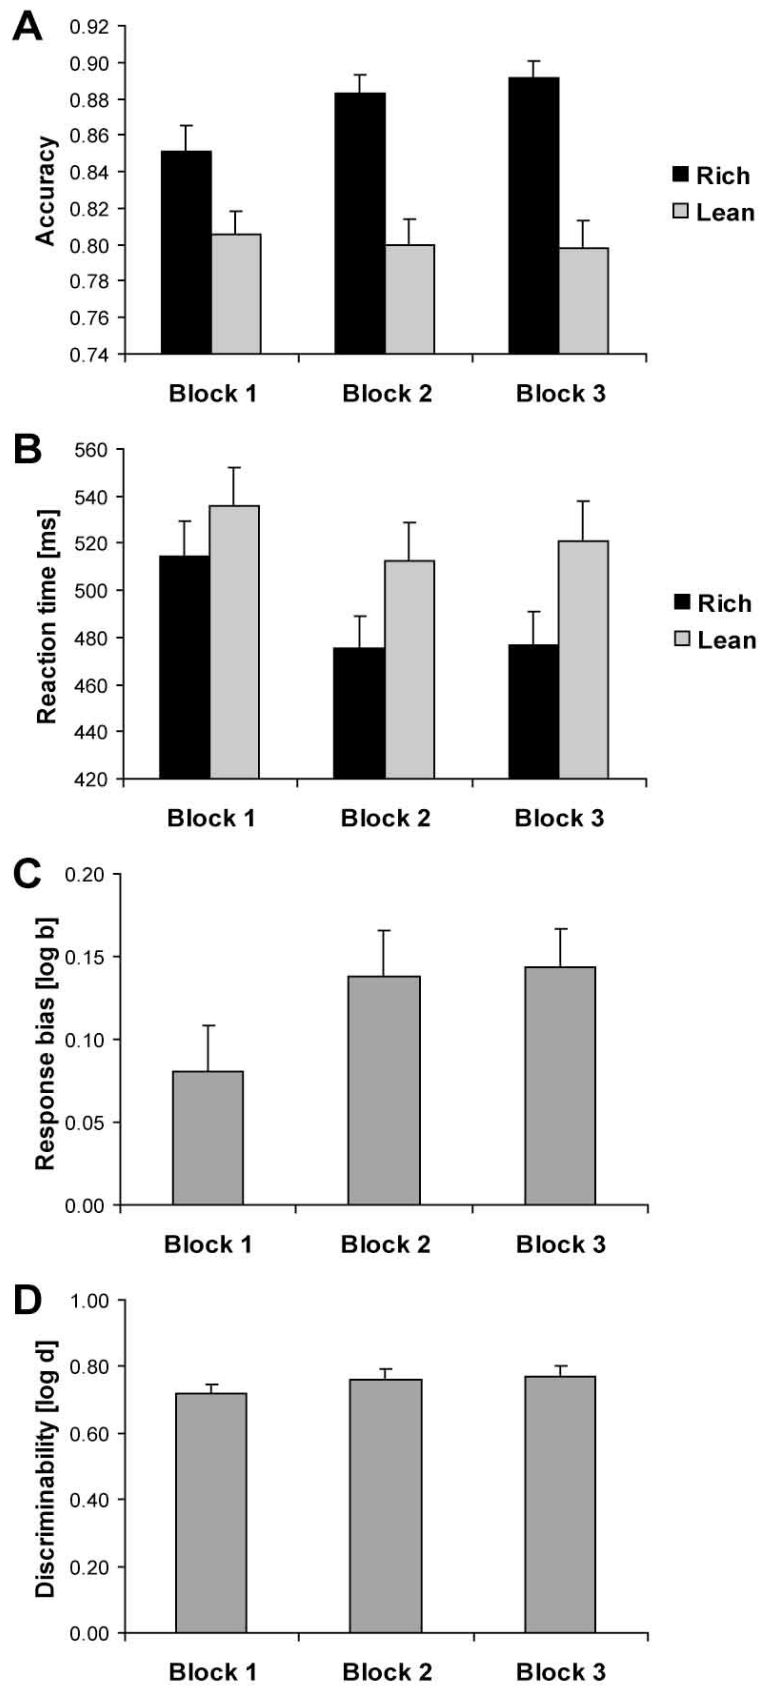 A
Accuracy
0.92
0.90
0.88
0.86
0.84
0.82
0.80
0.78
0.76
0.74
Block 1 Block 2 Block 3
Rich
Lean
B
Reaction time [ms]
560
540
520
500
480
460
440
420
Block 1 Block 2 Block 3
Rich
Lean
C
Response bias [log b]
0.20
0.15
0.10
0.05
0.00
Block 1 Block 2 Block 3
D
Discriminability [log d]
1.00
0.80
0.60
0.40
0.20
0.00
Block 1 Block 2 Block 3